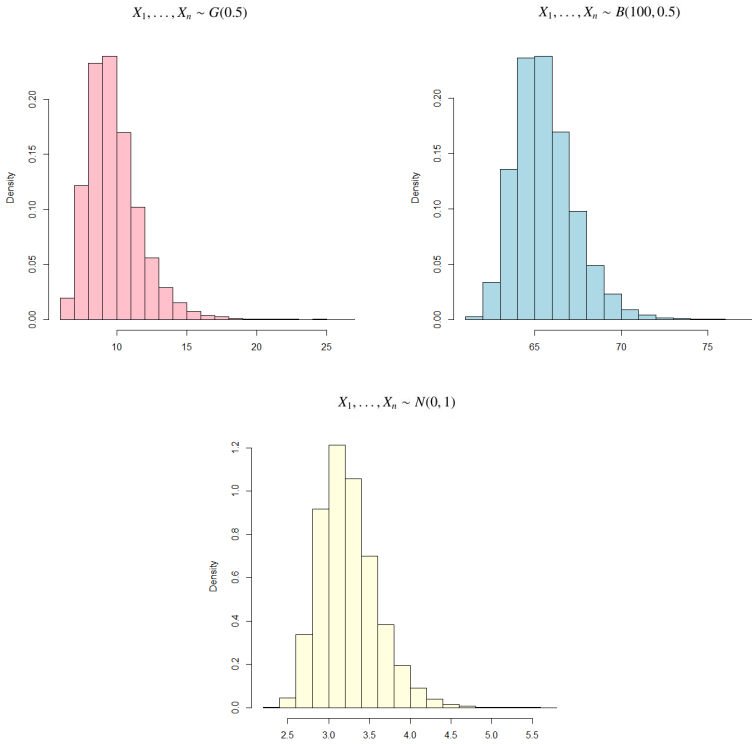 X₁, . . . , Xₙ ∼ G(0.5)
Density
0.00 0.05 0.10 0.15 0.20
10 15 20 25
X₁, . . . , Xₙ ∼ B(100, 0.5)
Density
0.00 0.05 0.10 0.15 0.20
65 70 75
X₁, . . . , Xₙ ∼ N(0, 1)
Density
0.0 0.2 0.4 0.6 0.8 1.0 1.2
2.5 3.0 3.5 4.0 4.5 5.0 5.5